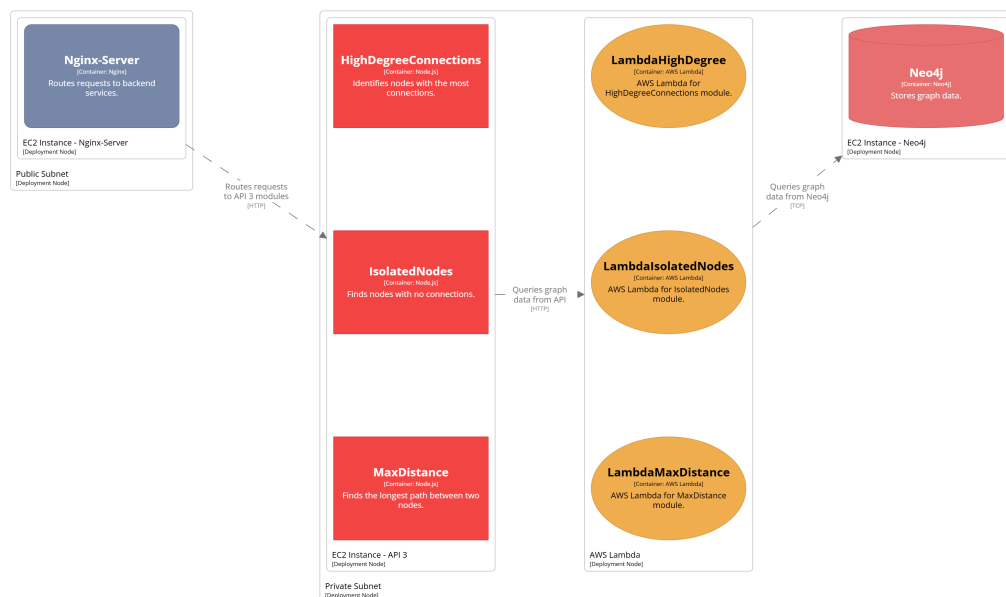 Nginx-Server
[Container: Nginx]
Routes requests to backend
services.
EC2 Instance - Nginx-Server
[Deployment Node]
Public Subnet
[Deployment Node]
Routes requests
to API 3 modules
[HTTP]
HighDegreeConnections
[Container: Node.js]
Identifies nodes with the most
connections.
IsolatedNodes
[Container: Node.js]
Finds nodes with no connections.
MaxDistance
[Container: Node.js]
Finds the longest path between two
nodes.
EC2 Instance - API 3
[Deployment Node]
Queries graph
data from API
[HTTP]
LambdaHighDegree
[Container: AWS Lambda]
AWS Lambda for
HighDegreeConnections module.
LambdaIsolatedNodes
[Container: AWS Lambda]
AWS Lambda for IsolatedNodes
module.
LambdaMaxDistance
[Container: AWS Lambda]
AWS Lambda for MaxDistance
module.
AWS Lambda
[Deployment Node]
Queries graph
data from Neo4j
[TCP]
Neo4j
[Container: Neo4j]
Stores graph data.
EC2 Instance - Neo4j
[Deployment Node]
Private Subnet
[Deployment Node]